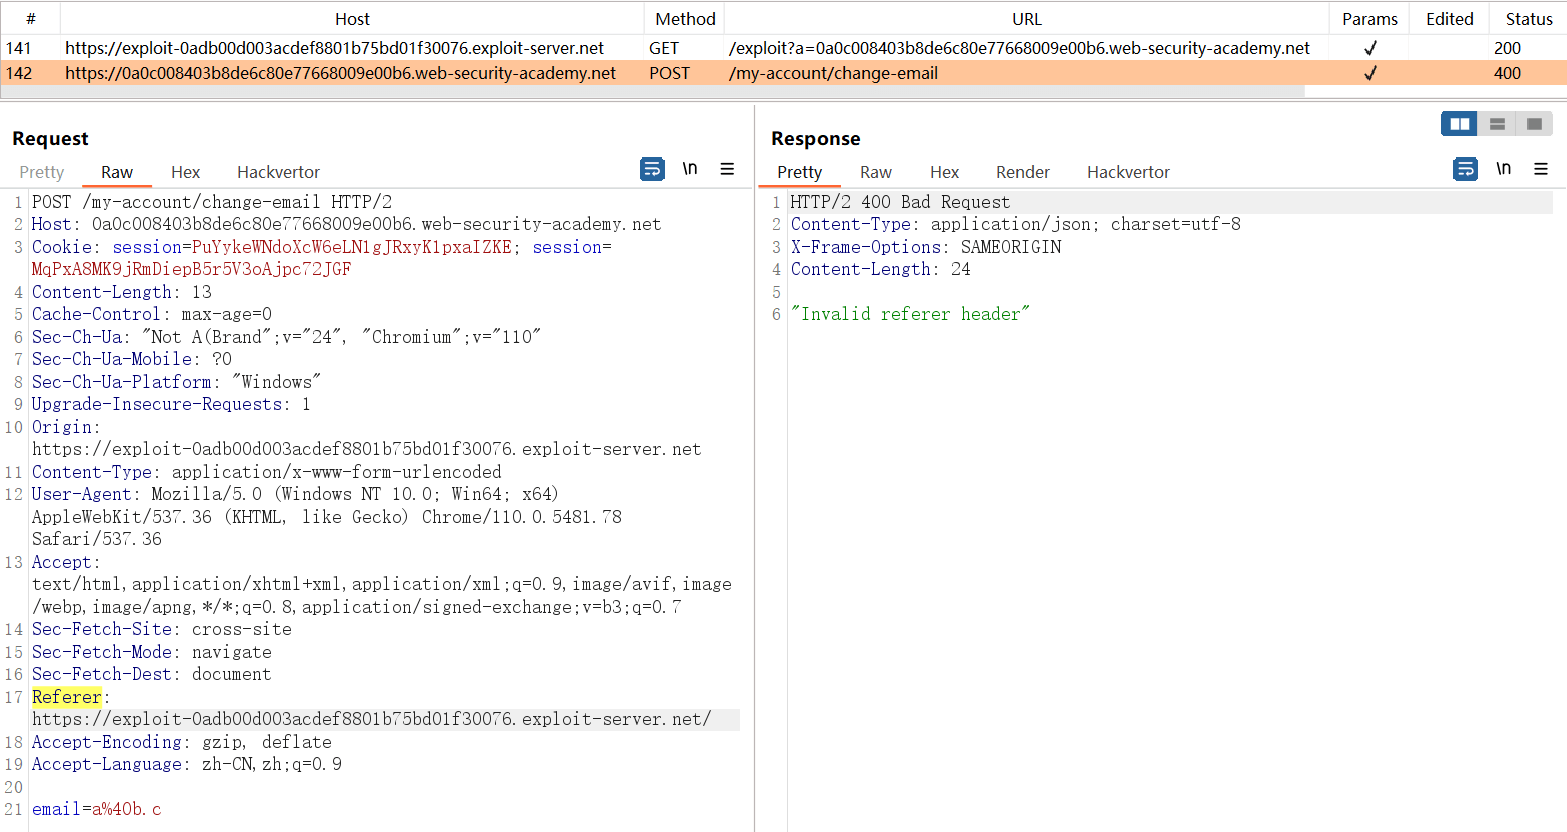 # Host Method URL Params Edited Status
141 https://exploit-0adb00d003acdef8801b75bd01f30076.exploit-server.net GET /exploit?a=0a0c008403b8de6c80e77668009e00b6.web-security-academy.net ✓ 200
142 https://0a0c008403b8de6c80e77668009e00b6.web-security-academy.net POST /my-account/change-email ✓ 400
Request
Pretty Raw Hex Hackvertor \n
1 POST /my-account/change-email HTTP/2
2 Host: 0a0c008403b8de6c80e77668009e00b6.web-security-academy.net
3 Cookie: session=PuYykeWNdoXcW6eLN1gJRxyK1pxaIZKE; session=
MqPxA8MK9jRmDiepB5r5V3oAjpc72JGF
4 Content-Length: 13
5 Cache-Control: max-age=0
6 Sec-Ch-Ua: "Not A(Brand";v="24", "Chromium";v="110"
7 Sec-Ch-Ua-Mobile: ?0
8 Sec-Ch-Ua-Platform: "Windows"
9 Upgrade-Insecure-Requests: 1
10 Origin:
https://exploit-0adb00d003acdef8801b75bd01f30076.exploit-server.net
11 Content-Type: application/x-www-form-urlencoded
12 User-Agent: Mozilla/5.0 (Windows NT 10.0; Win64; x64)
AppleWebKit/537.36 (KHTML, like Gecko) Chrome/110.0.5481.78
Safari/537.36
13 Accept:
text/html,application/xhtml+xml,application/xml;q=0.9,image/avif,image
/webp,image/apng,*/*;q=0.8,application/signed-exchange;v=b3;q=0.7
14 Sec-Fetch-Site: cross-site
15 Sec-Fetch-Mode: navigate
16 Sec-Fetch-Dest: document
17 Referer:
https://exploit-0adb00d003acdef8801b75bd01f30076.exploit-server.net/
18 Accept-Encoding: gzip, deflate
19 Accept-Language: zh-CN,zh;q=0.9
20
21 email=a%40b.c
Response
Pretty Raw Hex Render Hackvertor \n
1 HTTP/2 400 Bad Request
2 Content-Type: application/json; charset=utf-8
3 X-Frame-Options: SAMEORIGIN
4 Content-Length: 24
5
6 "Invalid referer header"